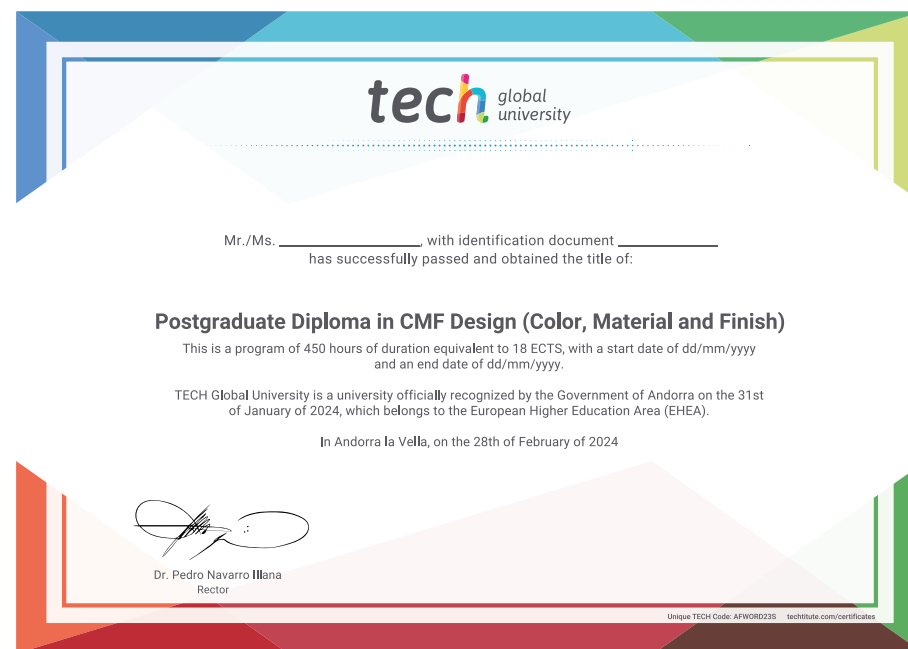 tech global
university
Mr./Ms. ____________________, with identification document ______________
has successfully passed and obtained the title of:
Postgraduate Diploma in CMF Design (Color, Material and Finish)
This is a program of 450 hours of duration equivalent to 18 ECTS, with a start date of dd/mm/yyyy
and an end date of dd/mm/yyyy.
TECH Global University is a university officially recognized by the Government of Andorra on the 31st
of January of 2024, which belongs to the European Higher Education Area (EHEA).
In Andorra la Vella, on the 28th of February of 2024
Dr. Pedro Navarro Illana
Rector
Unique TECH Code: AFWORD23S techtitute.com/certificates